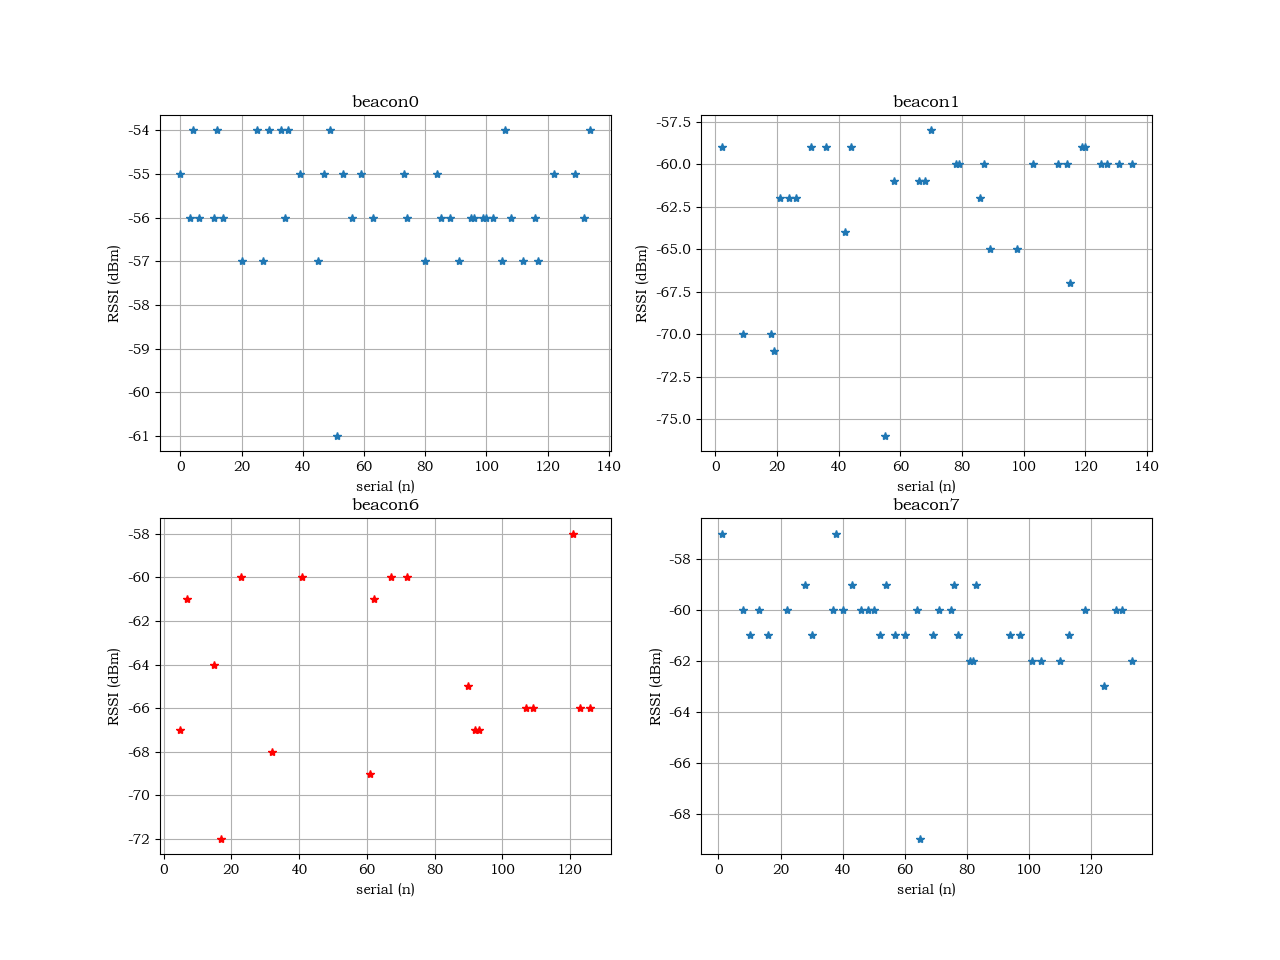 beacon0
-54
-55
-56
-57
-58
-59
-60
-61
RSSI (dBm)
0 20 40 60 80 100 120 140
serial (n)
beacon1
-57.5
-60.0
-62.5
-65.0
-67.5
-70.0
-72.5
-75.0
RSSI (dBm)
0 20 40 60 80 100 120 140
serial (n)
beacon6
-58
-60
-62
-64
-66
-68
-70
-72
RSSI (dBm)
0 20 40 60 80 100 120
serial (n)
beacon7
-58
-60
-62
-64
-66
-68
RSSI (dBm)
0 20 40 60 80 100 120
serial (n)